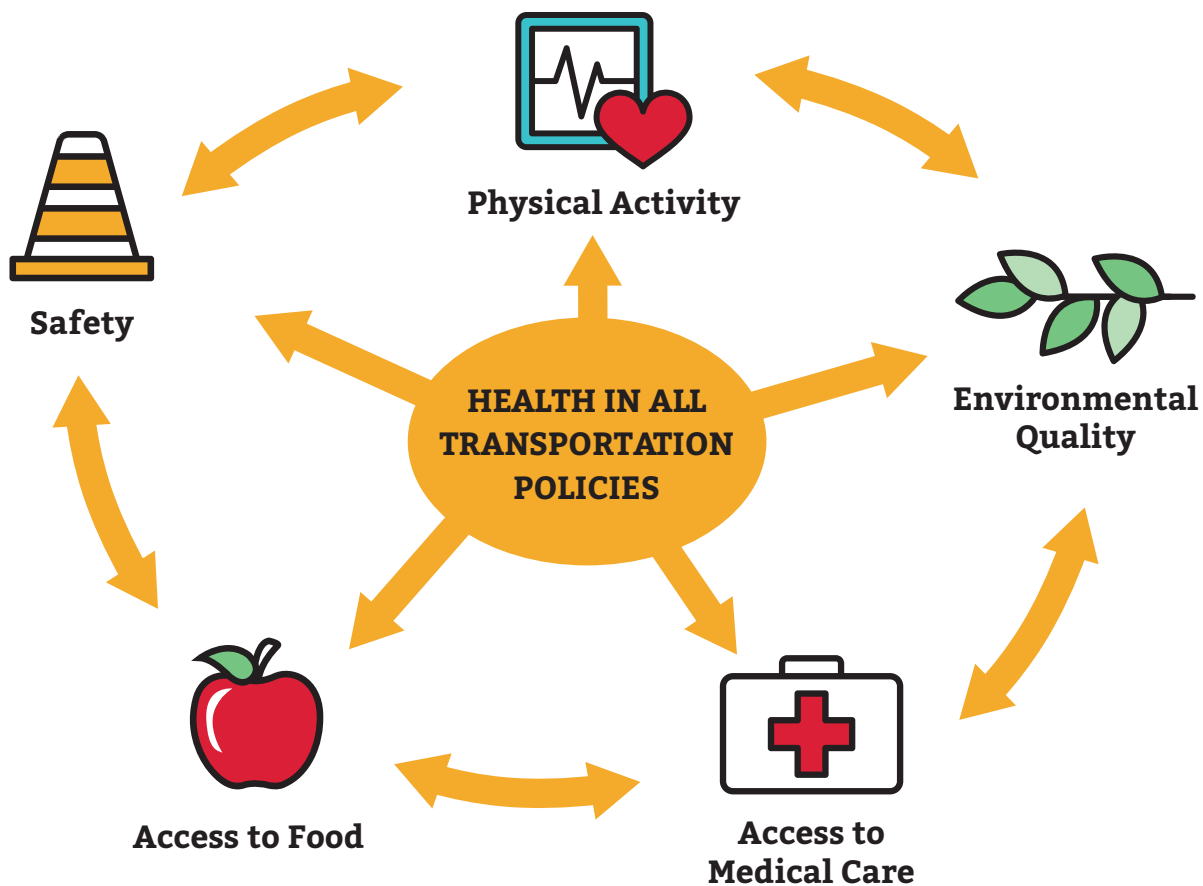 Physical Activity
Safety
Environmental
Quality
HEALTH IN ALL
TRANSPORTATION
POLICIES
Access to Food
Access to
Medical Care